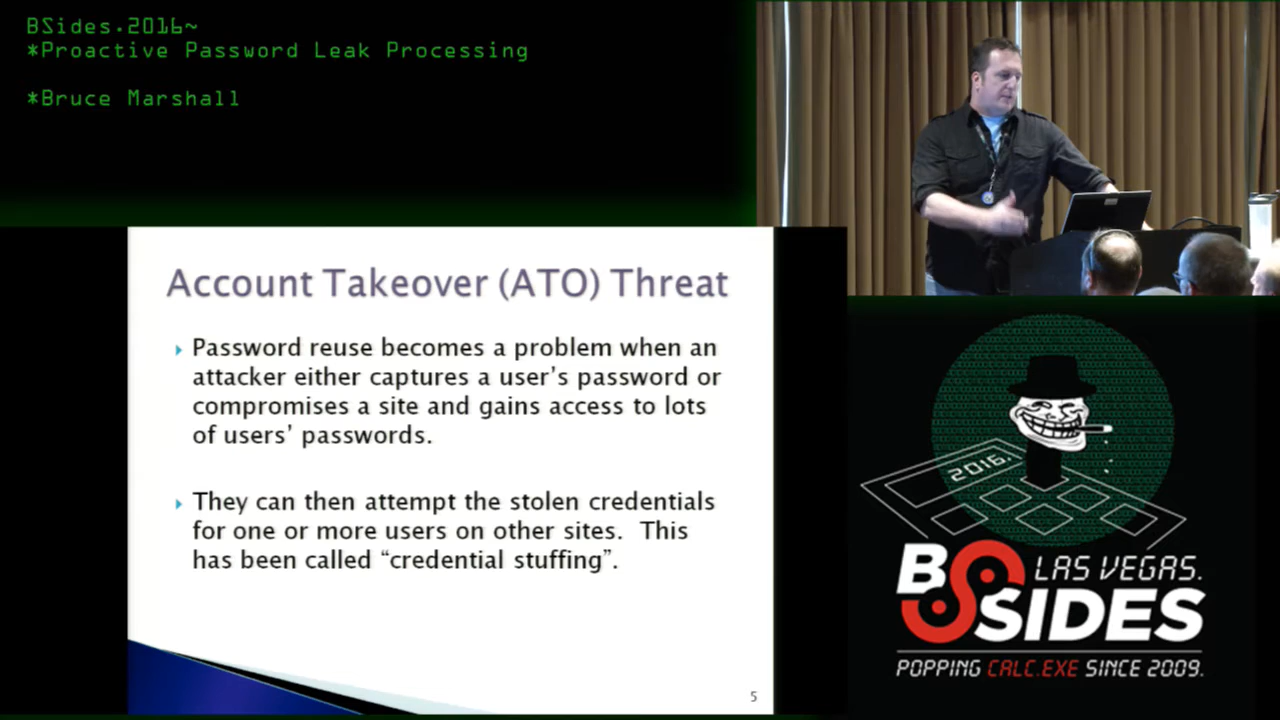 BSides.2016~
*Proactive Password Leak Processing
*Bruce Marshall
Account Takeover (ATO) Threat
Password reuse becomes a problem when an
attacker either captures a user's password or
compromises a site and gains access to lots
of users' passwords.
They can then attempt the stolen credentials
for one or more users on other sites. This
has been called “credential stuffing”.
5
2016.
BSIDES
LAS VEGAS.
POPPING CALC.EXE SINCE 2009.